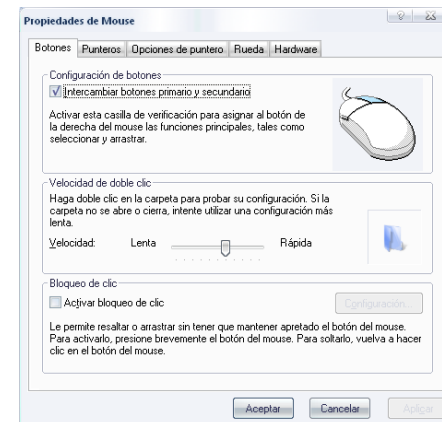 Propiedades de Mouse
Botones Punteros Opciones de puntero Rueda Hardware
Configuración de botones
Intercambiar botones primario y secundario
Activar esta casilla de verificación para asignar al botón de
la derecha del mouse las funciones principales, tales como
seleccionar y arrastrar.
Velocidad de doble clic
Haga doble clic en la carpeta para probar su configuración. Si la
carpeta no se abre o cierra, intente utilizar una configuración más
lenta.
Velocidad: Lenta Rápida
Bloqueo de clic
Activar bloqueo de clic Configuración...
Le permite resaltar o arrastrar sin tener que mantener apretado el botón del mouse.
Para activarlo, presione brevemente el botón del mouse. Para soltarlo, vuelva a hacer
clic en el botón del mouse.
Aceptar Cancelar Aplicar